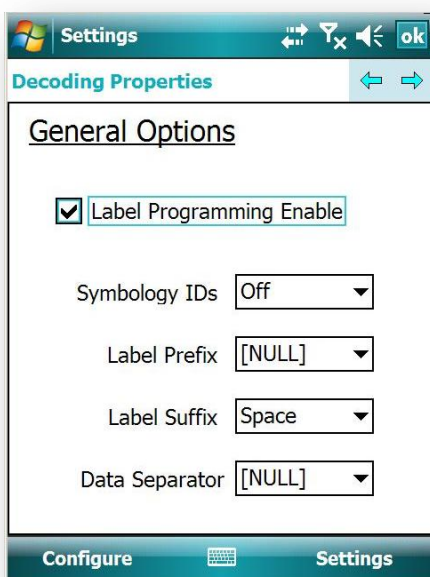 Settings
ok
Decoding Properties
General Options
Label Programming Enable
Symbology IDs Off
Label Prefix [NULL]
Label Suffix Space
Data Separator [NULL]
Configure Settings